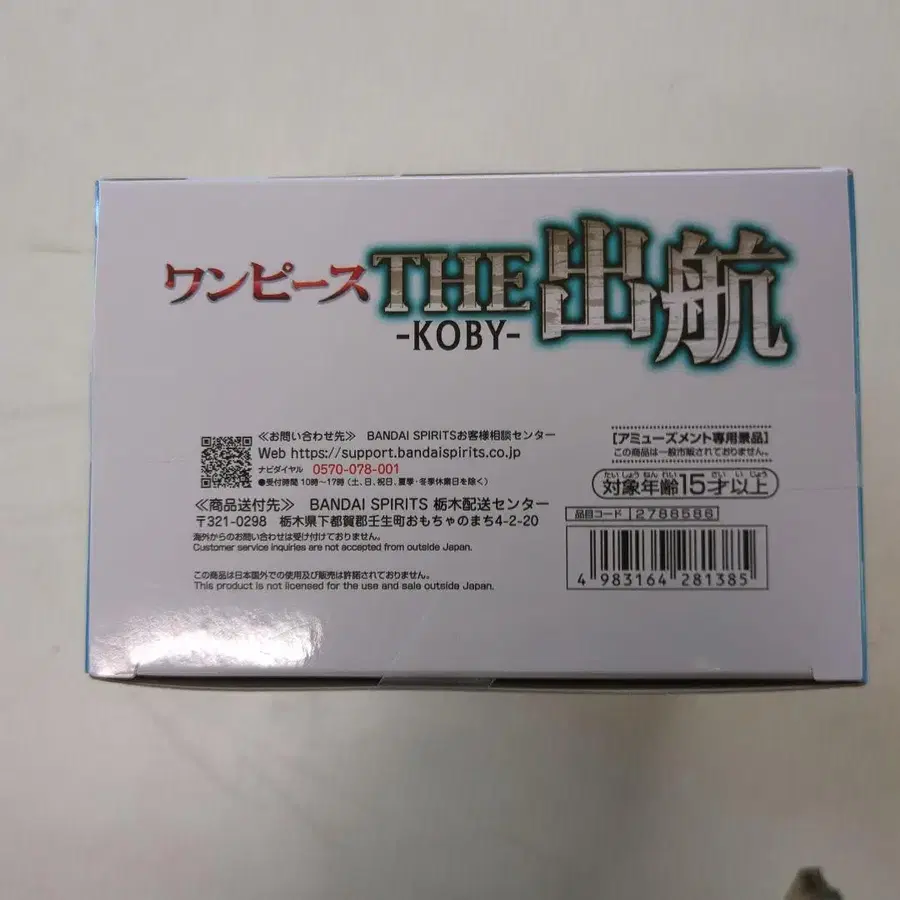 ワンピース THE 出航
-KOBY-
≪お問い合わせ先≫ BANDAI SPIRITSお客様相談センター
Web https://support.bandaispirits.co.jp
ナビダイヤル 0570-078-001
●受付時間 10時~17時(土、日、祝日、夏季・冬季休業日を除く)
≪商品送付先≫ BANDAI SPIRITS 栃木配送センター
〒321-0298 栃木県下都賀郡壬生町おもちゃのまち4-2-20
海外からのお問い合わせは受け付けておりません。
Customer service inquiries are not accepted from outside Japan.
この商品は日本国外での使用及び販売は許諾されておりません。
This product is not licensed for the use and sale outside Japan.
[アミューズメント専用景品]
この商品は一般市販されておりません。
たいしょうねんれい さい いじょう
対象年齢15才以上
品目コード 2788586
4 983164 281385